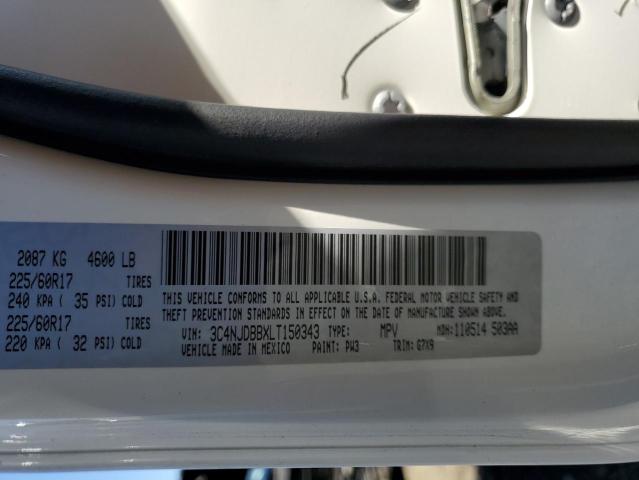 2087 KG 4600 LB
225/60R17 TIRES
240 KPA ( 35 PSI) COLD
225/60R17 TIRES
220 KPA ( 32 PSI) COLD
THIS VEHICLE CONFORMS TO ALL APPLICABLE U.S.A. FEDERAL MOTOR VEHICLE SAFETY AND
THEFT PREVENTION STANDARDS IN EFFECT ON THE DATE OF MANUFACTURE SHOWN ABOVE.
VIN: 3C4NJDBBXLT150343 TYPE: MPV MDH: 110514 503AA
VEHICLE MADE IN MEXICO PAINT: PW3 TRIM: G7X9